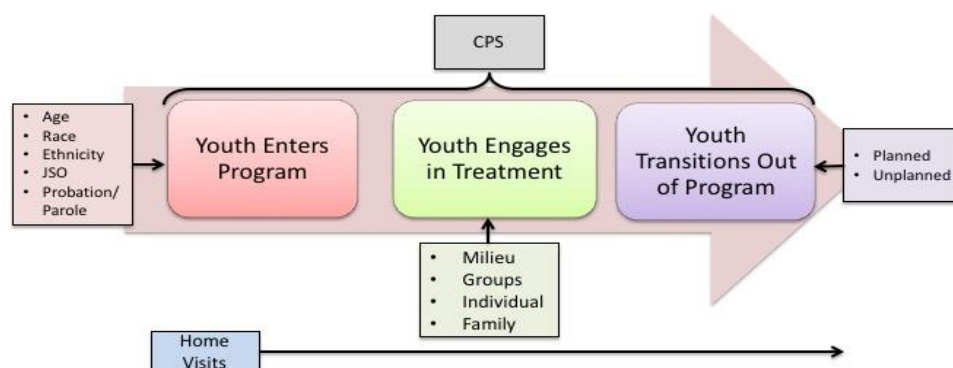 CPS
• Age
• Race
• Ethnicity
• JSO
• Probation/
Parole
Youth Enters
Program
Youth Engages
in Treatment
Youth
Transitions Out
of Program
• Planned
• Unplanned
• Milieu
• Groups
• Individual
• Family
Home
Visits